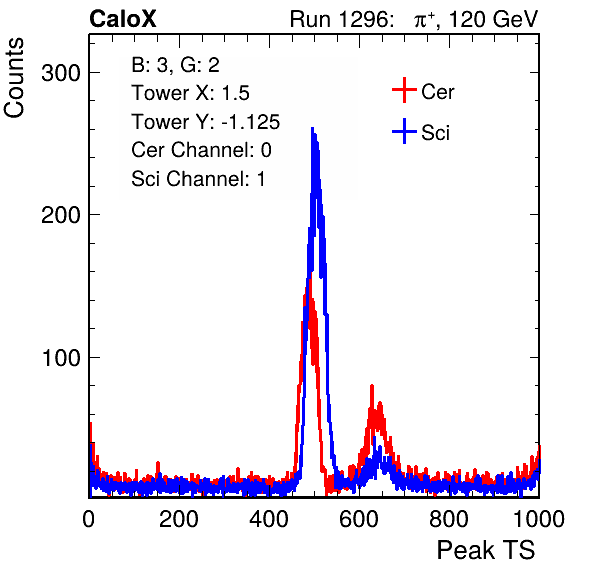 CaloX
Run 1296: π⁺, 120 GeV
Counts
B: 3, G: 2
Tower X: 1.5
Tower Y: -1.125
Cer Channel: 0
Sci Channel: 1
Cer
Sci
300
200
100
0 200 400 600 800 1000
Peak TS